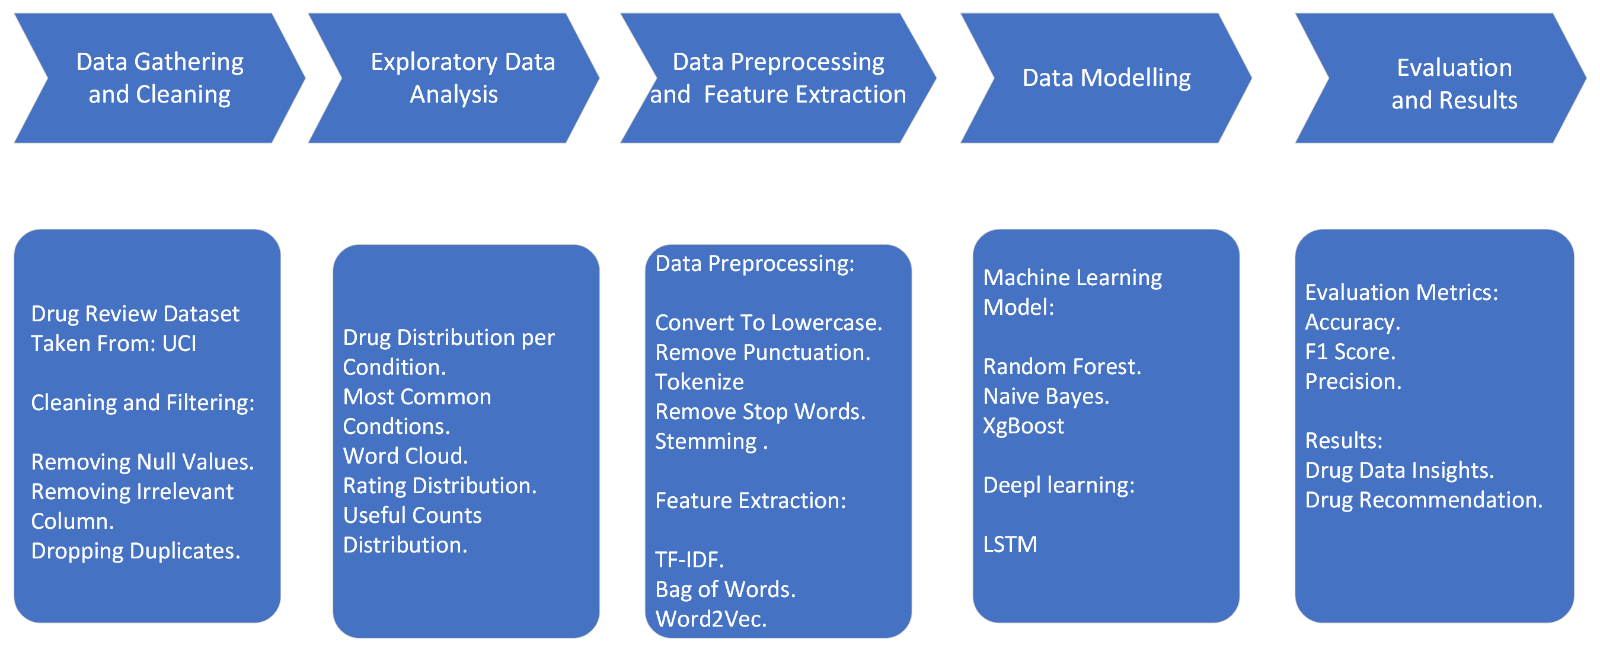 Data Gathering
and Cleaning
Exploratory Data
Analysis
Data Preprocessing
and  Feature Extraction
Data Modelling
Evaluation
and Results
Drug Review Dataset
Taken From: UCI
Cleaning and Filtering:
Removing Null Values.
Removing Irrelevant
Column.
Dropping Duplicates.
Drug Distribution per
Condition.
Most Common
Condtions.
Word Cloud.
Rating Distribution.
Useful Counts
Distribution.
Data Preprocessing:
Convert To Lowercase.
Remove Punctuation.
Tokenize
Remove Stop Words.
Stemming .
Feature Extraction:
TF-IDF.
Bag of Words.
Word2Vec.
Machine Learning
Model:
Random Forest.
Naive Bayes.
XgBoost
Deepl learning:
LSTM
Evaluation Metrics:
Accuracy.
F1 Score.
Precision.
Results:
Drug Data Insights.
Drug Recommendation.